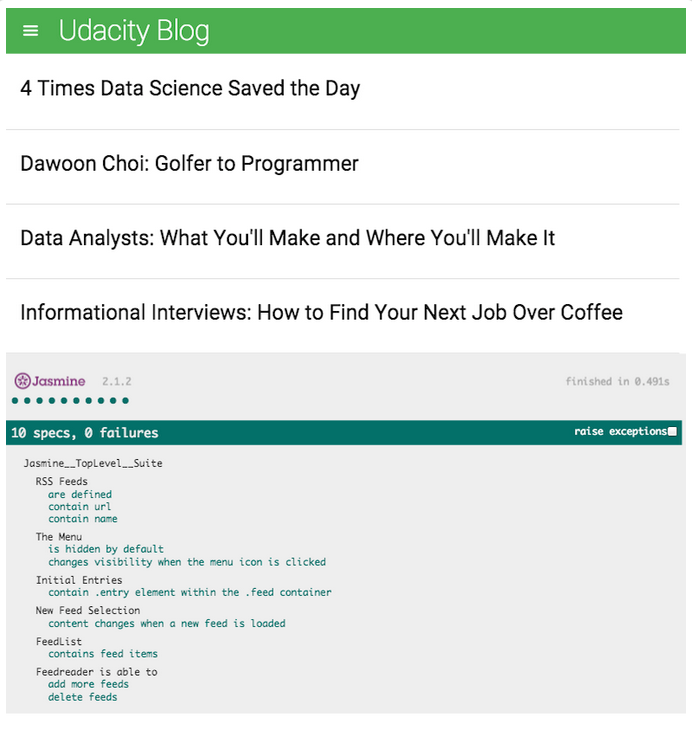 Udacity Blog
4 Times Data Science Saved the Day
Dawoon Choi: Golfer to Programmer
Data Analysts: What You'll Make and Where You'll Make It
Informational Interviews: How to Find Your Next Job Over Coffee
Jasmine 2.1.2 finished in 0.491s
10 specs, 0 failures raise exceptions
Jasmine__TopLevel__Suite
RSS Feeds
are defined
contain url
contain name
The Menu
is hidden by default
changes visibility when the menu icon is clicked
Initial Entries
contain .entry element within the .feed container
New Feed Selection
content changes when a new feed is loaded
FeedList
contains feed items
Feedreader is able to
add more feeds
delete feeds